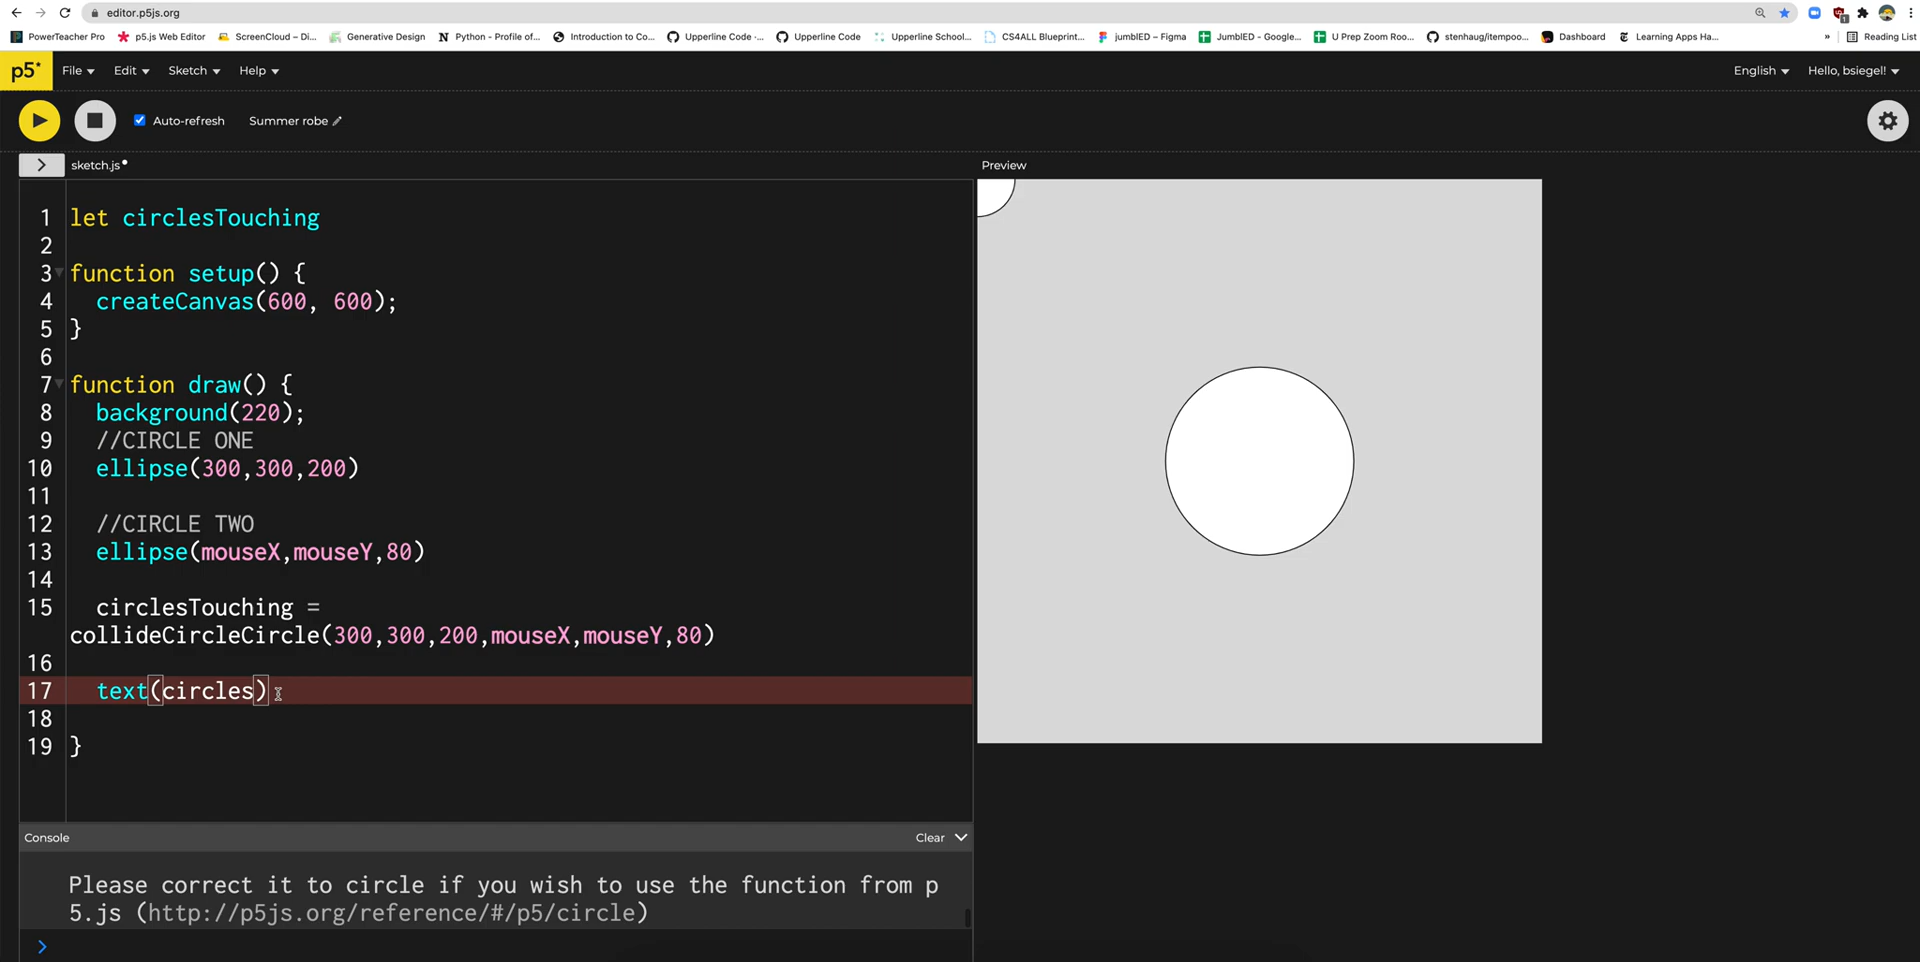 editor.p5js.org
PowerTeacher Pro
p5.js Web Editor
ScreenCloud – Di...
Generative Design
Python - Profile of...
Introduction to Co...
Upperline Code -...
Upperline Code
Upperline School...
CS4ALL Blueprint...
jumblED – Figma
JumblED - Google...
U Prep Zoom Roo...
stenhaug/itempoo...
Dashboard
Learning Apps Ha...
»
Reading List
p5*
File
Edit
Sketch
Help
English
Hello, bsiegel!
Auto-refresh
Summer robe
>
sketch.js
Preview
1 let circlesTouching
2
3 function setup() {
4 createCanvas(600, 600);
5 }
6
7 function draw() {
8 background(220);
9 //CIRCLE ONE
10 ellipse(300,300,200)
11
12 //CIRCLE TWO
13 ellipse(mouseX,mouseY,80)
14
15 circlesTouching =
collideCircleCircle(300,300,200,mouseX,mouseY,80)
16
17 text(circles)
18
19 }
Console
Clear
Please correct it to circle if you wish to use the function from p
5.js (http://p5js.org/reference/#/p5/circle)
>